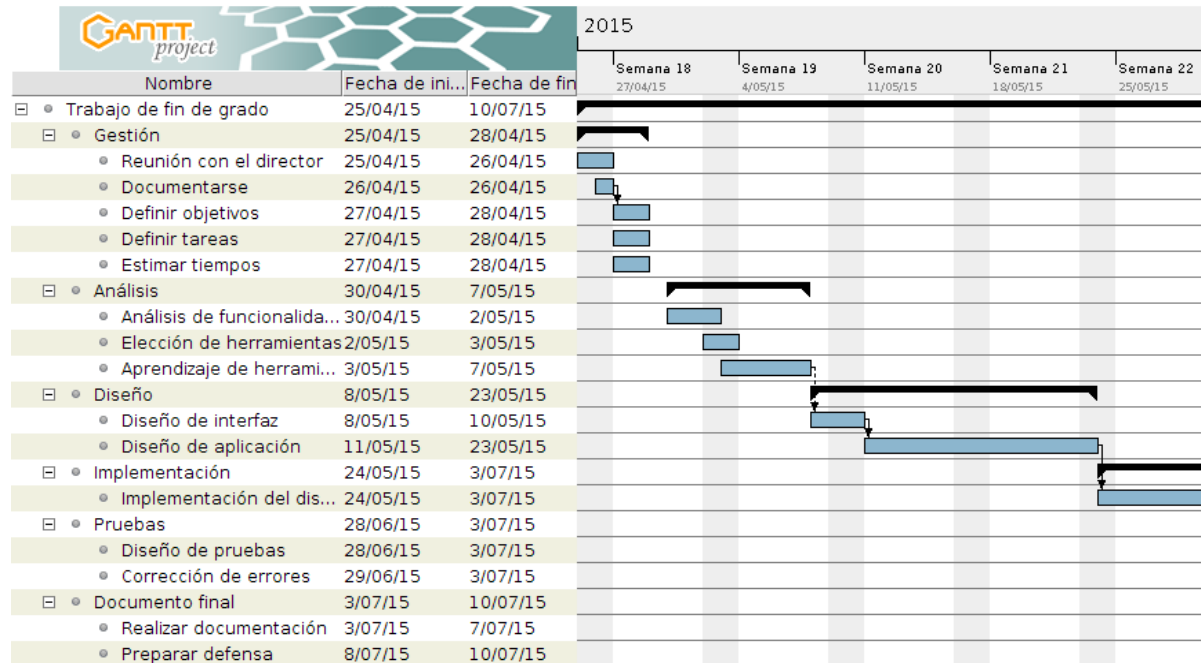 GANTT
project
2015
Semana 18 Semana 19 Semana 20 Semana 21 Semana 22
27/04/15 4/05/15 11/05/15 18/05/15 25/05/15
Nombre Fecha de ini... Fecha de fin
Trabajo de fin de grado 25/04/15 10/07/15
Gestión 25/04/15 28/04/15
Reunión con el director 25/04/15 26/04/15
Documentarse 26/04/15 26/04/15
Definir objetivos 27/04/15 28/04/15
Definir tareas 27/04/15 28/04/15
Estimar tiempos 27/04/15 28/04/15
Análisis 30/04/15 7/05/15
Análisis de funcionalida... 30/04/15 2/05/15
Elección de herramientas 2/05/15 3/05/15
Aprendizaje de herrami... 3/05/15 7/05/15
Diseño 8/05/15 23/05/15
Diseño de interfaz 8/05/15 10/05/15
Diseño de aplicación 11/05/15 23/05/15
Implementación 24/05/15 3/07/15
Implementación del dis... 24/05/15 3/07/15
Pruebas 28/06/15 3/07/15
Diseño de pruebas 28/06/15 3/07/15
Corrección de errores 29/06/15 3/07/15
Documento final 3/07/15 10/07/15
Realizar documentación 3/07/15 7/07/15
Preparar defensa 8/07/15 10/07/15